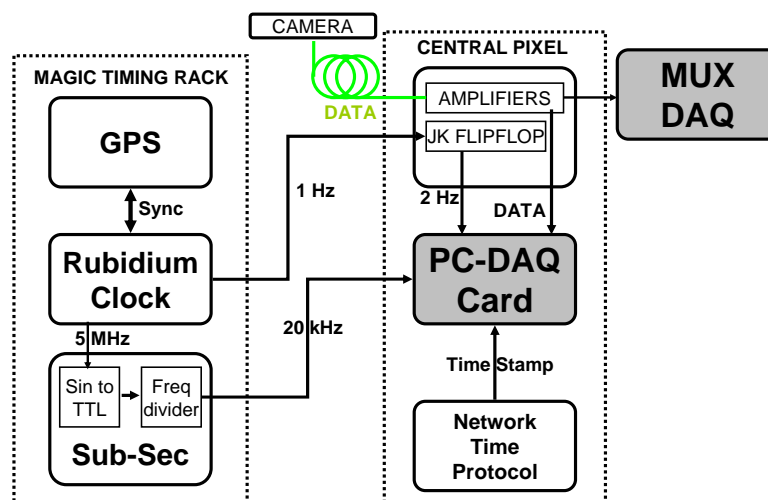 CAMERA
CENTRAL PIXEL
MAGIC TIMING RACK
MUX
DAQ
AMPLIFIERS
DATA
JK FLIPFLOP
GPS
1 Hz
2 Hz
DATA
Sync
Rubidium
Clock
PC-DAQ
Card
5 MHz
20 kHz
Sin to
TTL
Freq
divider
Sub-Sec
Time Stamp
Network
Time
Protocol